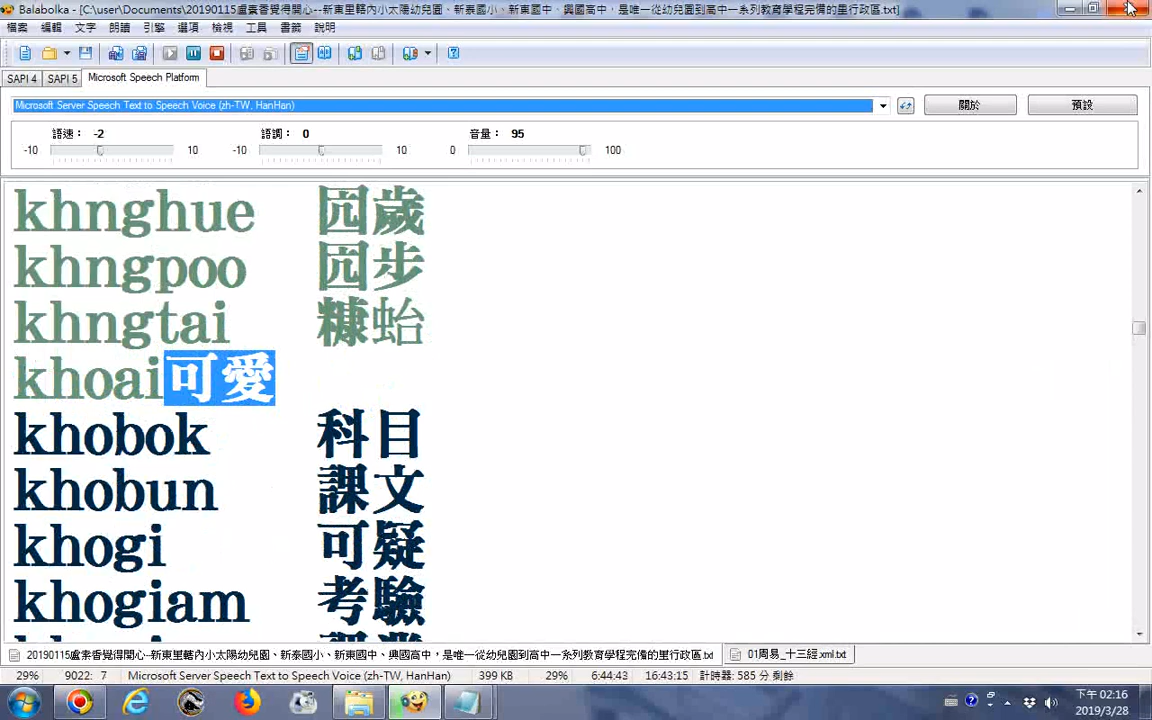 Balabolka - [C:\user\Documents\20190115盧素香覺得開心--新東里轄內小太陽幼兒園、新泰國小、新東國中、興國高中，是唯一從幼兒園到高中一系列教育學程完備的里行政區.txt]
檔案 編輯 文字 朗讀 引擎 選項 檢視 工具 書籤 說明
SAPI 4 SAPI 5 Microsoft Speech Platform
Microsoft Server Speech Text to Speech Voice (zh-TW, HanHan) 關於 預設
語速： -2 語調： 0 音量： 95
-10 10 -10 10 0 100
khnghue 囥歲
khngpoo 囥步
khngtai 糠蛤
khoai可愛
khobok 科目
khobun 課文
khogi 可疑
khogiam 考驗
20190115盧素香覺得開心--新東里轄內小太陽幼兒園、新泰國小、新東國中、興國高中，是唯一從幼兒園到高中一系列教育學程完備的里行政區.txt 01周易_十三經.xml.txt
29% 9022: 7 Microsoft Server Speech Text to Speech Voice (zh-TW, HanHan) 399 KB 29% 6:44:43 16:43:15 計時器: 585 分 剩餘
下午 02:16
2019/3/28